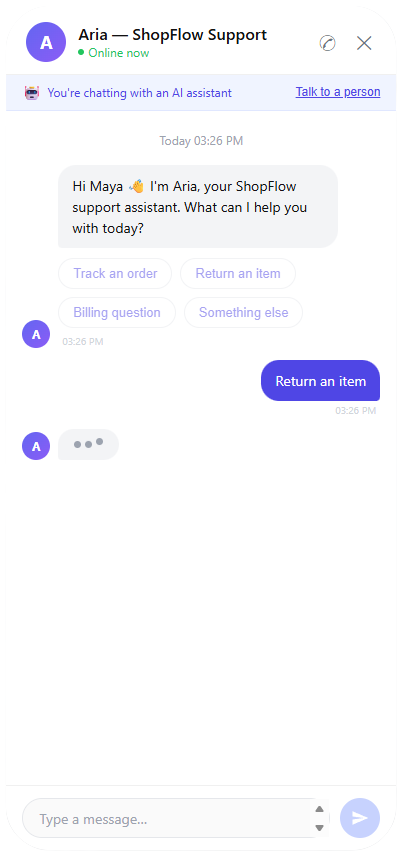 A
Aria — ShopFlow Support
Online now
You're chatting with an AI assistant
Talk to a person
Today 03:26 PM
Hi Maya 👋 I'm Aria, your ShopFlow
support assistant. What can I help you
with today?
Track an order
Return an item
Billing question
Something else
A
03:26 PM
Return an item
03:26 PM
A
Type a message...